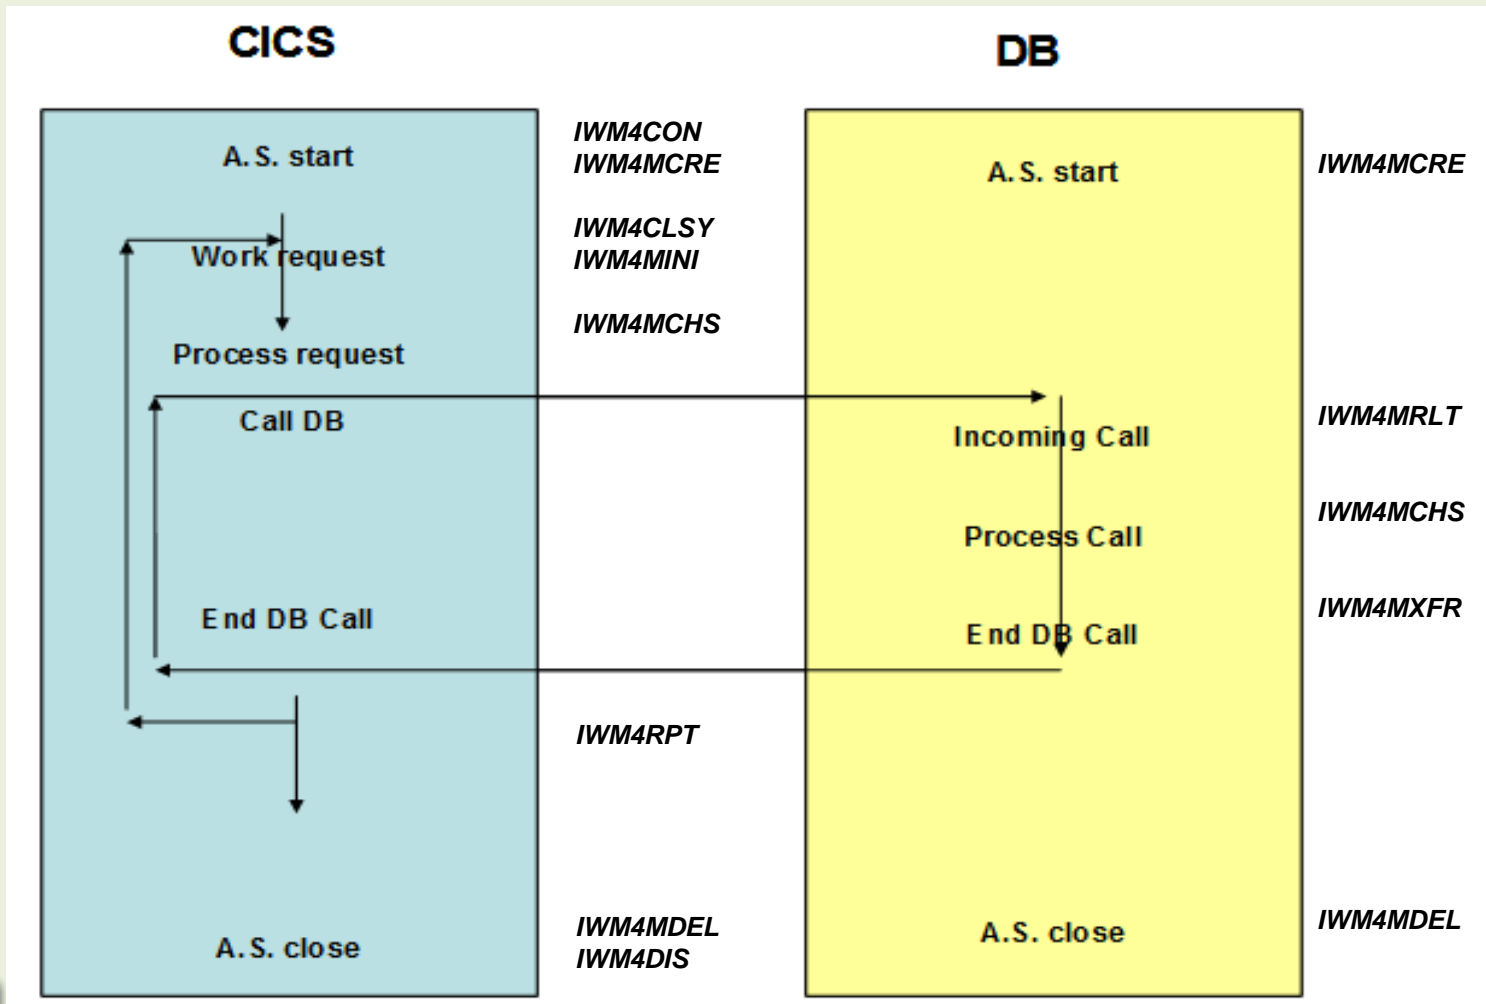 CICS
DB
A.S. start
IWM4CON
IWM4MCRE
A.S. start
IWM4MCRE
Work request
IWM4CLSY
IWM4MINI
Process request
IWM4MCHS
Call DB
Incoming Call
IWM4MRLT
Process Call
IWM4MCHS
End DB Call
End DB Call
IWM4MXFR
IWM4RPT
A.S. close
IWM4MDEL
IWM4DIS
A.S. close
IWM4MDEL